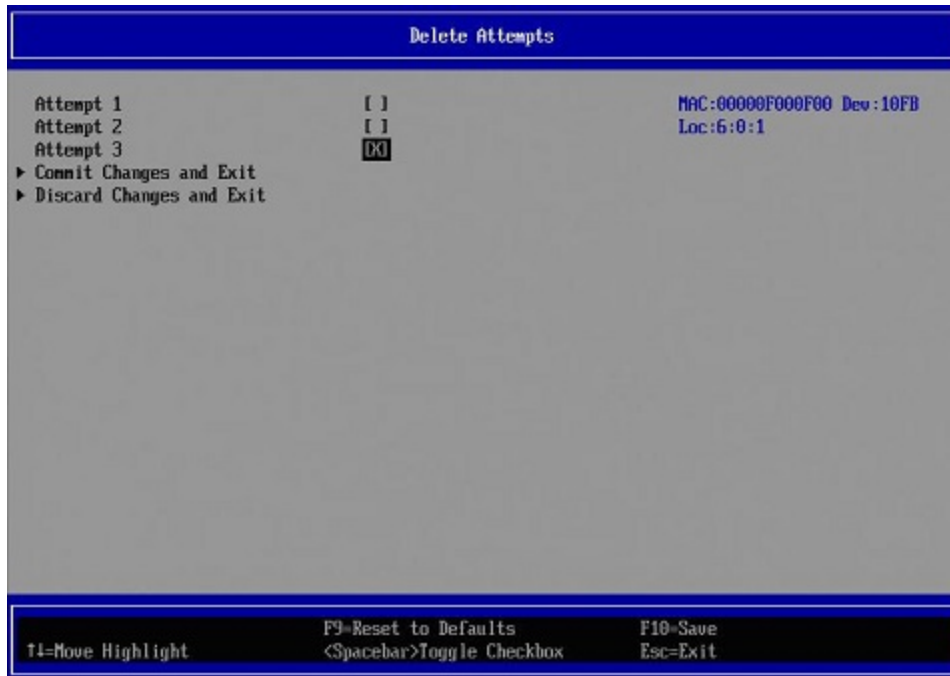 Delete Attempts
Attempt 1 [ ] MAC:00000F000F00 Dev:10FB
Attempt 2 [ ] Loc:6:0:1
Attempt 3 [X]
▶ Commit Changes and Exit
▶ Discard Changes and Exit
F9=Reset to Defaults F10=Save
↑↓=Move Highlight <Spacebar>Toggle Checkbox Esc=Exit